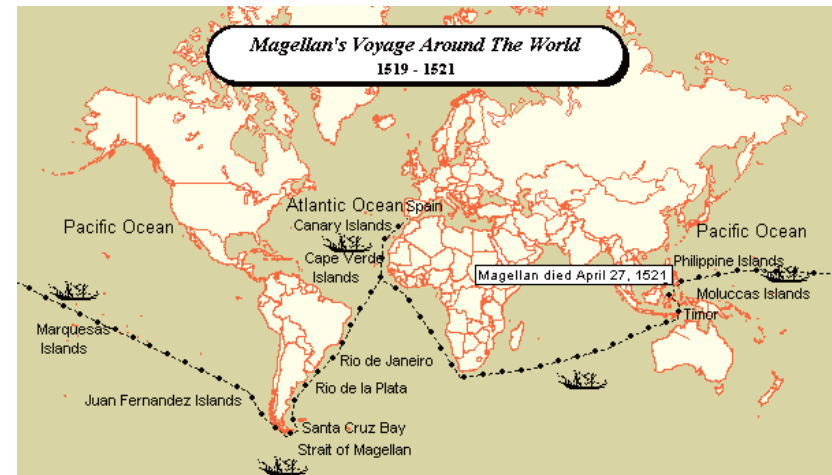 Magellan's Voyage Around The World
1519 - 1521
Atlantic Ocean
Spain
Pacific Ocean
Canary Islands
Pacific Ocean
Cape Verde
Islands
Philippine Islands
Magellan died April 27, 1521
Moluccas Islands
Marquesas
Islands
Timor
Rio de Janeiro
Rio de la Plata
Juan Fernandez Islands
Santa Cruz Bay
Strait of Magellan